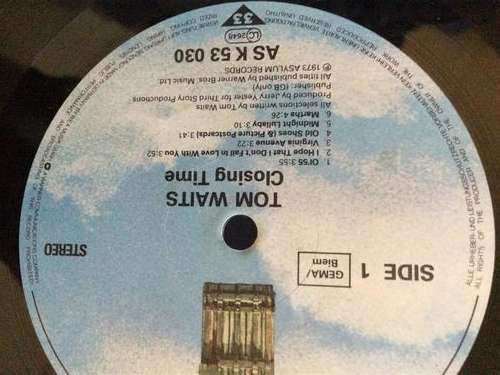 STEREO
SIDE 1
GEMA/
Biem
TOM WAITS
Closing Time
1. Ol'55 3:55
2. I Hope That I Don't Fall In Love With You 3:52
3. Virginia Avenue 3:22
4. Old Shoes (& Picture Postcards) 3:41
5. Midnight Lullaby 3:10
6. Martha 4:26
All selections written by Tom Waits
Produced by Jerry Yester for Third Story Productions
Publisher: (GB only)
All titles published by Warner Bros. Music Ltd.
℗ 1973 ASYLUM RECORDS
AS K 53 030
LC 2648
33
ALLE URHEBER- UND LEISTUNGSSCHUTZRECHTE
ALL RIGHTS OF THE PRODUCER AND OF